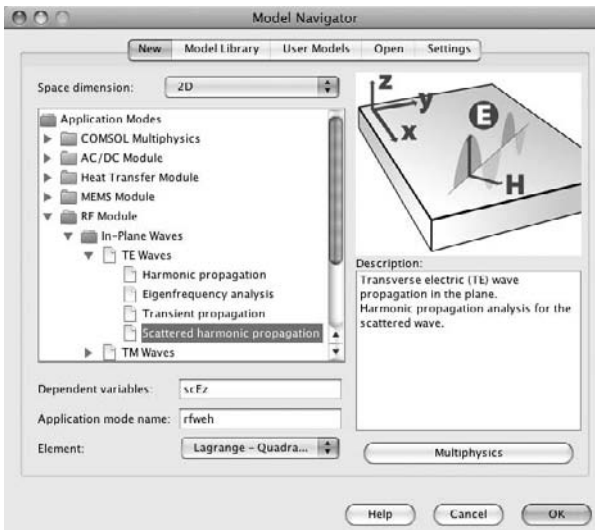 Model Navigator
New Model Library User Models Open Settings
Space dimension: 2D
Application Modes
COMSOL Multiphysics
AC/DC Module
Heat Transfer Module
MEMS Module
RF Module
In-Plane Waves
TE Waves
Harmonic propagation
Eigenfrequency analysis
Transient propagation
Scattered harmonic propagation
TM Waves
z
y
x
E
H
Description:
Transverse electric (TE) wave
propagation in the plane.
Harmonic propagation analysis for the
scattered wave.
Dependent variables: scEz
Application mode name: rfweh
Element: Lagrange - Quadra...
Multiphysics
Help Cancel OK